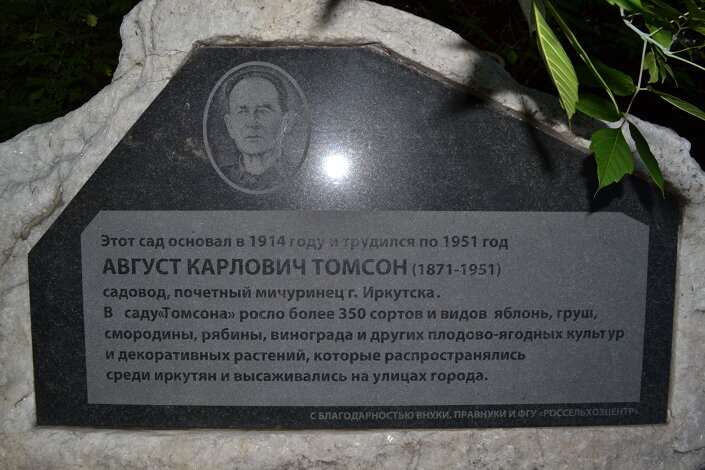 Этот сад основал в 1914 году и трудился по 1951 год
АВГУСТ КАРЛОВИЧ ТОМСОН (1871-1951)
садовод, почетный мичуринец г. Иркутска.
В саду«Томсона» росло более 350 сортов и видов яблонь, груш,
смородины, рябины, винограда и других плодово-ягодных культур
и декоративных растений, которые распространялись
среди иркутян и высаживались на улицах города.
С БЛАГОДАРНОСТЬЮ ВНУКИ, ПРАВНУКИ И ФГУ «РОССЕЛЬХОЗЦЕНТР»